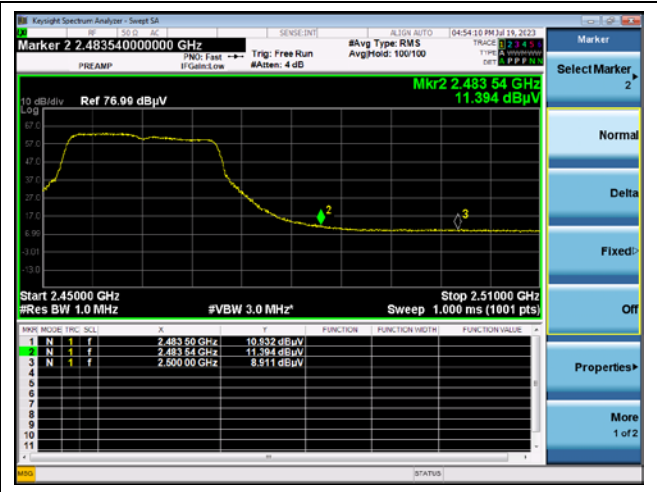 Keysight Spectrum Analyzer - Swept SA
RF 50 Ω AC SENSE:INT ALIGN AUTO 04:54:10 PM Jul 19, 2023
Marker 2 2.483540000000 GHz
PNO: Fast Trig: Free Run #Avg Type: RMS TRACE 1 2 3 4 5 6
IFGain:Low #Atten: 4 dB Avg|Hold: 100/100 TYPE A WWWWW
PREAMP DET A P P P N N
Mkr2 2.483 54 GHz
11.394 dBµV
10 dB/div Ref 76.99 dBµV
Log
67.0
57.0
47.0
37.0
27.0
17.0
6.99
-3.01
-13.0
2
3
Start 2.45000 GHz Stop 2.51000 GHz
#Res BW 1.0 MHz #VBW 3.0 MHz* Sweep 1.000 ms (1001 pts)
MKR MODE TRC SCL X Y FUNCTION FUNCTION WIDTH FUNCTION VALUE
1 N 1 f 2.483 50 GHz 10.932 dBµV
2 N 1 f 2.483 54 GHz 11.394 dBµV
3 N 1 f 2.500 00 GHz 8.911 dBµV
4
5
6
7
8
9
10
11
MSG STATUS
Marker
Select Marker
2
Normal
Delta
Fixed
Off
Properties
More
1 of 2